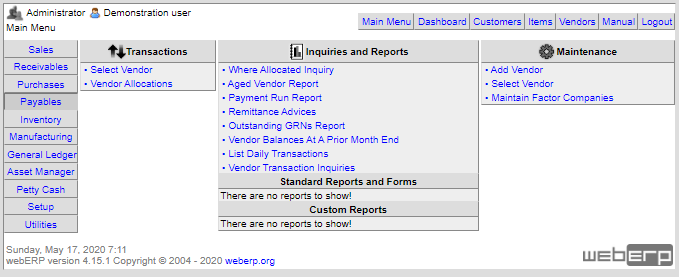 Administrator Demonstration user
Main Menu
Main Menu Dashboard Customers Items Vendors Manual Logout
Sales
Receivables
Purchases
Payables
Inventory
Manufacturing
General Ledger
Asset Manager
Petty Cash
Setup
Utilities
Transactions
• Select Vendor
• Vendor Allocations
Inquiries and Reports
• Where Allocated Inquiry
• Aged Vendor Report
• Payment Run Report
• Remittance Advices
• Outstanding GRNs Report
• Vendor Balances At A Prior Month End
• List Daily Transactions
• Vendor Transaction Inquiries
Standard Reports and Forms
There are no reports to show!
Custom Reports
There are no reports to show!
Maintenance
• Add Vendor
• Select Vendor
• Maintain Factor Companies
Sunday, May 17, 2020 7:11
webERP version 4.15.1 Copyright © 2004 - 2020 weberp.org
weberp